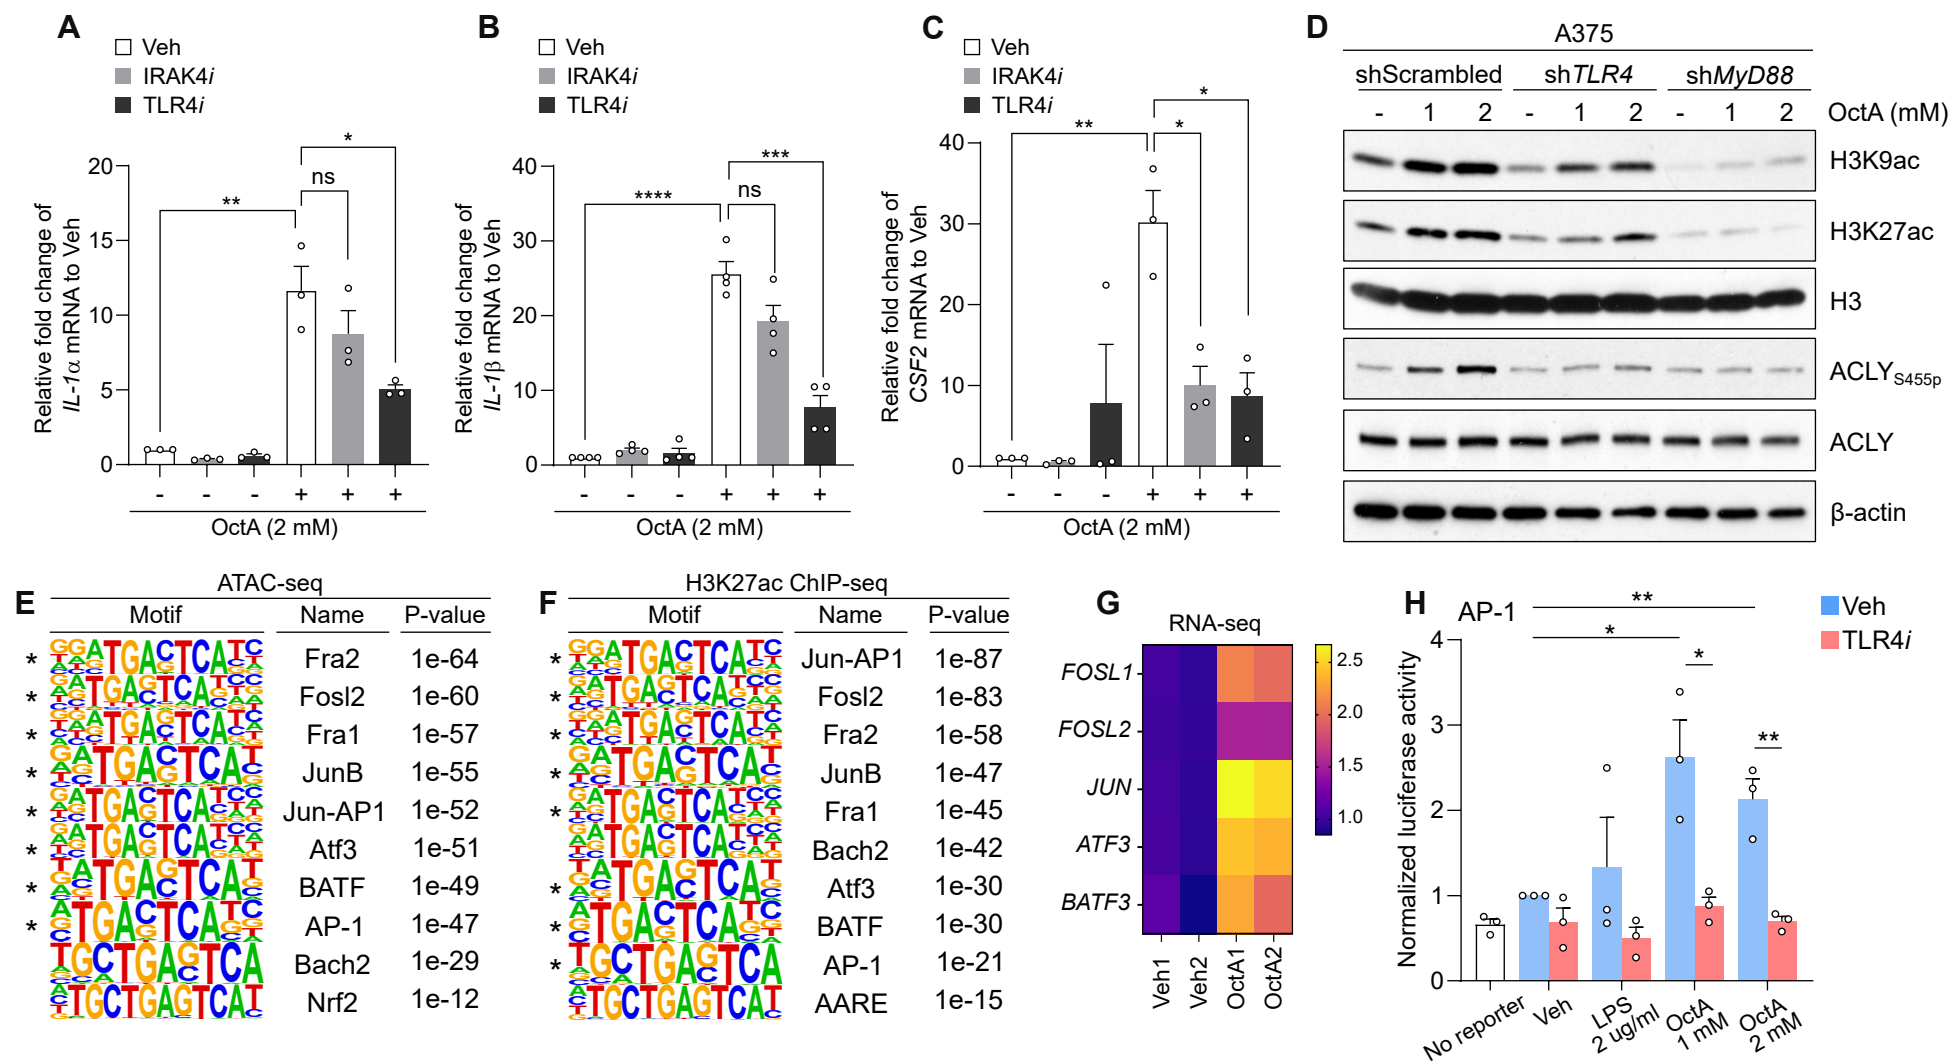 A
Veh
IRAK4i
TLR4i
Relative fold change of
IL-1α mRNA to Veh
20
15
10
5
0
**
ns
*
- - - + + +
OctA (2 mM)
B
Veh
IRAK4i
TLR4i
Relative fold change of
IL-1β mRNA to Veh
40
30
20
10
0
****
ns
***
- - - + + +
OctA (2 mM)
C
Veh
IRAK4i
TLR4i
Relative fold change of
CSF2 mRNA to Veh
40
30
20
10
0
**
*
*
- - - + + +
OctA (2 mM)
D
A375
shScrambled shTLR4 shMyD88
- 1 2 - 1 2 - 1 2 OctA (mM)
H3K9ac
H3K27ac
H3
ACLYS455p
ACLY
β-actin
E
ATAC-seq
Motif Name P-value
* GGATGACTCATC Fra2 1e-64
* Fosl2 1e-60
* Fra1 1e-57
* JunB 1e-55
* Jun-AP1 1e-52
* Atf3 1e-51
* BATF 1e-49
* AP-1 1e-47
Bach2 1e-29
Nrf2 1e-12
F
H3K27ac ChIP-seq
Motif Name P-value
* Jun-AP1 1e-87
* Fosl2 1e-83
* Fra2 1e-58
* JunB 1e-47
* Fra1 1e-45
Bach2 1e-42
* Atf3 1e-30
* BATF 1e-30
* AP-1 1e-21
AARE 1e-15
G
RNA-seq
FOSL1
FOSL2
JUN
ATF3
BATF3
Veh1
Veh2
OctA1
OctA2
2.5
2.0
1.5
1.0
H
AP-1
Veh
TLR4i
Normalized luciferase activity
4
3
2
1
0
**
*
*
**
No reporter
Veh
LPS
2 ug/ml
OctA
1 mM
OctA
2 mM